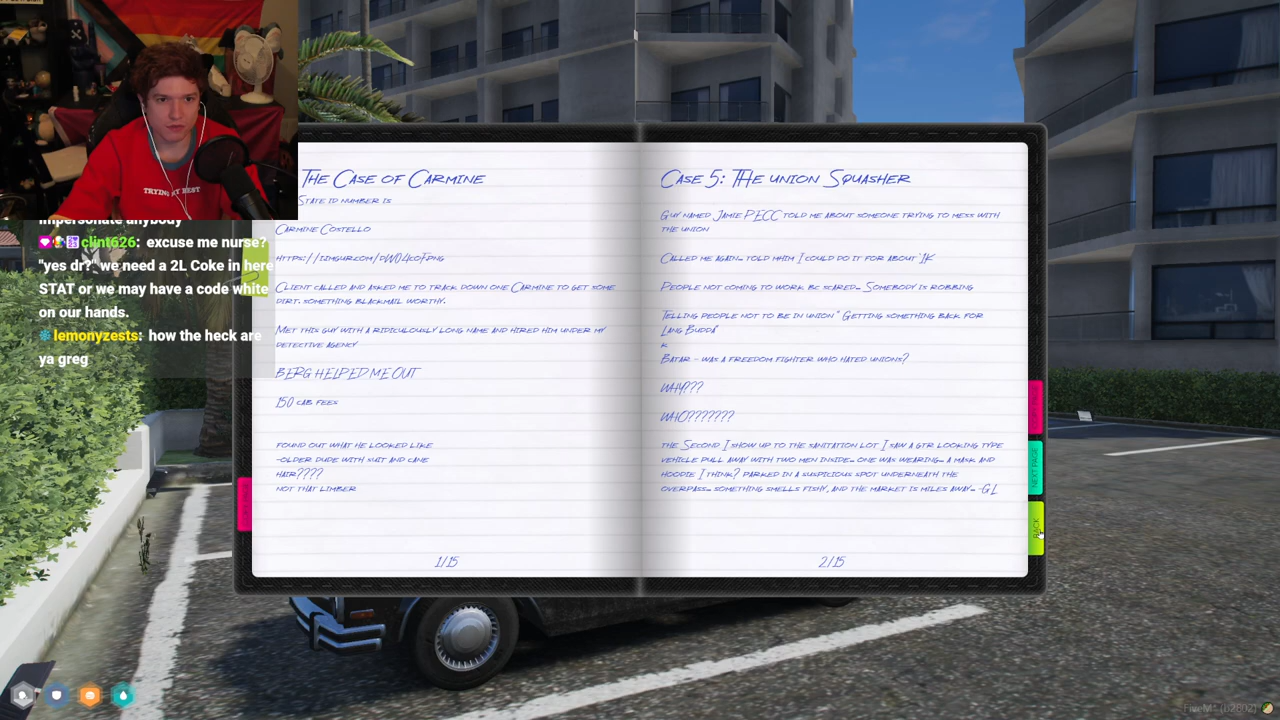 TRYING MY BEST
impersonate anybody
clint626: excuse me nurse?
"yes dr?" we need a 2L Coke in here
STAT or we may have a code white
on our hands.
lemonyzests: how the heck are
ya greg
The Case of Carmine
State id number is
Carmine Costello
Client called and asked me to track down one Carmine to get some
dirt. something blackmail worthy.
Met this guy with a ridiculously long name and hired him under my
detective agency
BERG HELPED ME OUT
150 cab fees
found out what he looked like
-older dude with suit and cane
hair????
not that limber
1/15
Case 5: The union Squasher
Guy named Jamie PECC told me about someone trying to mess with
the union
Called me again.. told mhim I could do it for about 1K
People not coming to work bc scared... Somebody is robbing
Telling people not to be in union" Getting something back for
Lang Budda"
k
Batar - was a freedom fighter who hated unions?
WHY???
WHO???????
the Second I show up to the sanitation lot I saw a gtr looking type
vehicle pull away with two men inside... one was wearing... a mask and
hoodie I think? parked in a suspicious spot underneath the
overpass... something smells fishy, and the market is miles away... -GL
2/15
NEXT PAGE
BACK
FiveM